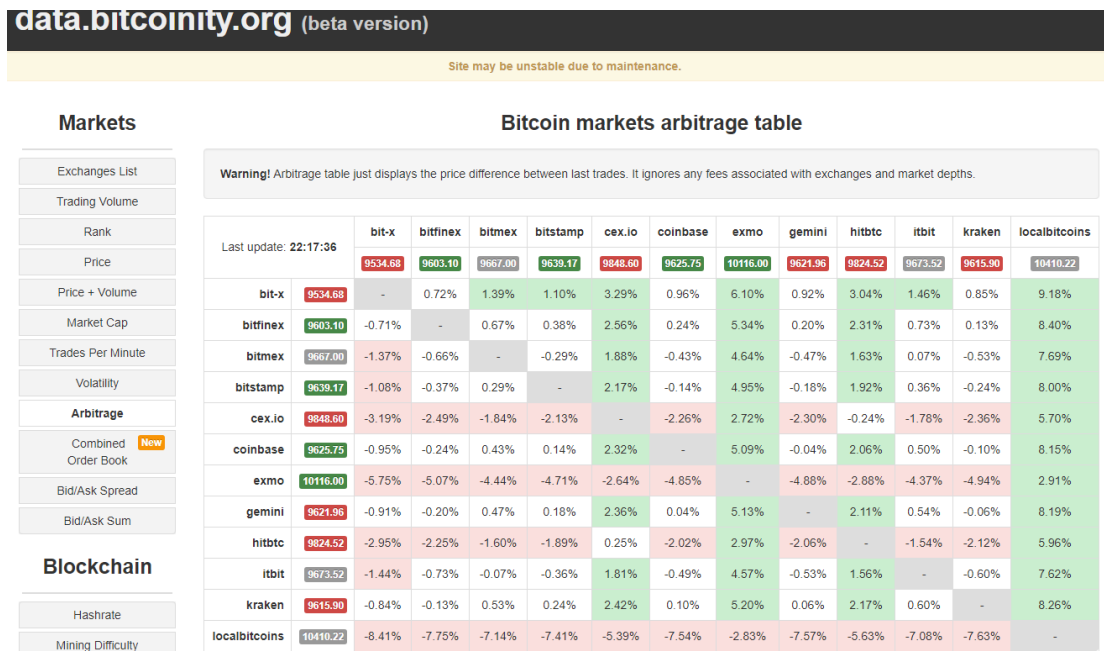 data.bitcoinity.org (beta version)
Site may be unstable due to maintenance.
Markets
Exchanges List
Trading Volume
Rank
Price
Price + Volume
Market Cap
Trades Per Minute
Volatility
Arbitrage
Combined Order Book New
Bid/Ask Spread
Bid/Ask Sum
Blockchain
Hashrate
Mining Difficulty
Bitcoin markets arbitrage table
Warning! Arbitrage table just displays the price difference between last trades. It ignores any fees associated with exchanges and market depths.
Last update: 22:17:36 bit-x bitfinex bitmex bitstamp cex.io coinbase exmo gemini hitbtc itbit kraken localbitcoins
9534.68 9603.10 9667.00 9639.17 9848.60 9625.75 10116.00 9621.96 9824.52 9673.52 9615.90 10410.22
bit-x 9534.68 - 0.72% 1.39% 1.10% 3.29% 0.96% 6.10% 0.92% 3.04% 1.46% 0.85% 9.18%
bitfinex 9603.10 -0.71% - 0.67% 0.38% 2.56% 0.24% 5.34% 0.20% 2.31% 0.73% 0.13% 8.40%
bitmex 9667.00 -1.37% -0.66% - -0.29% 1.88% -0.43% 4.64% -0.47% 1.63% 0.07% -0.53% 7.69%
bitstamp 9639.17 -1.08% -0.37% 0.29% - 2.17% -0.14% 4.95% -0.18% 1.92% 0.36% -0.24% 8.00%
cex.io 9848.60 -3.19% -2.49% -1.84% -2.13% - -2.26% 2.72% -2.30% -0.24% -1.78% -2.36% 5.70%
coinbase 9625.75 -0.95% -0.24% 0.43% 0.14% 2.32% - 5.09% -0.04% 2.06% 0.50% -0.10% 8.15%
exmo 10116.00 -5.75% -5.07% -4.44% -4.71% -2.64% -4.85% - -4.88% -2.88% -4.37% -4.94% 2.91%
gemini 9621.96 -0.91% -0.20% 0.47% 0.18% 2.36% 0.04% 5.13% - 2.11% 0.54% -0.06% 8.19%
hitbtc 9824.52 -2.95% -2.25% -1.60% -1.89% 0.25% -2.02% 2.97% -2.06% - -1.54% -2.12% 5.96%
itbit 9673.52 -1.44% -0.73% -0.07% -0.36% 1.81% -0.49% 4.57% -0.53% 1.56% - -0.60% 7.62%
kraken 9615.90 -0.84% -0.13% 0.53% 0.24% 2.42% 0.10% 5.20% 0.06% 2.17% 0.60% - 8.26%
localbitcoins 10410.22 -8.41% -7.75% -7.14% -7.41% -5.39% -7.54% -2.83% -7.57% -5.63% -7.08% -7.63% -